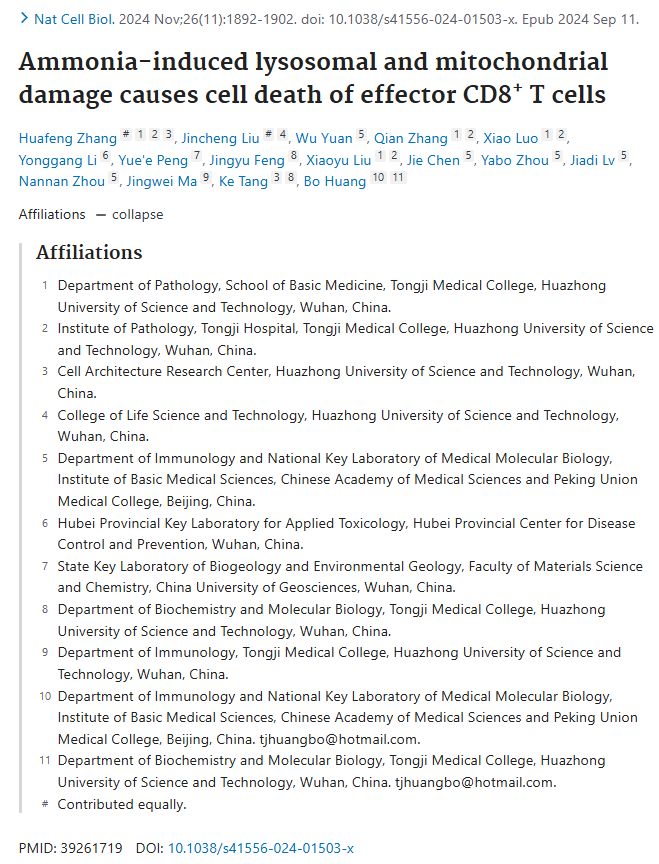 Nat Cell Biol. 2024 Nov;26(11):1892-1902. doi: 10.1038/s41556-024-01503-x. Epub 2024 Sep 11.
Ammonia-induced lysosomal and mitochondrial
damage causes cell death of effector CD8+ T cells
Huafeng Zhang # 1 2 3, Jincheng Liu # 4, Wu Yuan 5, Qian Zhang 1 2, Xiao Luo 1 2,
Yonggang Li 6, Yue'e Peng 7, Jingyu Feng 8, Xiaoyu Liu 1 2, Jie Chen 5, Yabo Zhou 5, Jiadi Lv 5,
Nannan Zhou 5, Jingwei Ma 9, Ke Tang 3 8, Bo Huang 10 11
Affiliations — collapse
Affiliations
1 Department of Pathology, School of Basic Medicine, Tongji Medical College, Huazhong
University of Science and Technology, Wuhan, China.
2 Institute of Pathology, Tongji Hospital, Tongji Medical College, Huazhong University of Science
and Technology, Wuhan, China.
3 Cell Architecture Research Center, Huazhong University of Science and Technology, Wuhan,
China.
4 College of Life Science and Technology, Huazhong University of Science and Technology,
Wuhan, China.
5 Department of Immunology and National Key Laboratory of Medical Molecular Biology,
Institute of Basic Medical Sciences, Chinese Academy of Medical Sciences and Peking Union
Medical College, Beijing, China.
6 Hubei Provincial Key Laboratory for Applied Toxicology, Hubei Provincial Center for Disease
Control and Prevention, Wuhan, China.
7 State Key Laboratory of Biogeology and Environmental Geology, Faculty of Materials Science
and Chemistry, China University of Geosciences, Wuhan, China.
8 Department of Biochemistry and Molecular Biology, Tongji Medical College, Huazhong
University of Science and Technology, Wuhan, China.
9 Department of Immunology, Tongji Medical College, Huazhong University of Science and
Technology, Wuhan, China.
10 Department of Immunology and National Key Laboratory of Medical Molecular Biology,
Institute of Basic Medical Sciences, Chinese Academy of Medical Sciences and Peking Union
Medical College, Beijing, China. tjhuangbo@hotmail.com.
11 Department of Biochemistry and Molecular Biology, Tongji Medical College, Huazhong
University of Science and Technology, Wuhan, China. tjhuangbo@hotmail.com.
# Contributed equally.
PMID: 39261719 DOI: 10.1038/s41556-024-01503-x